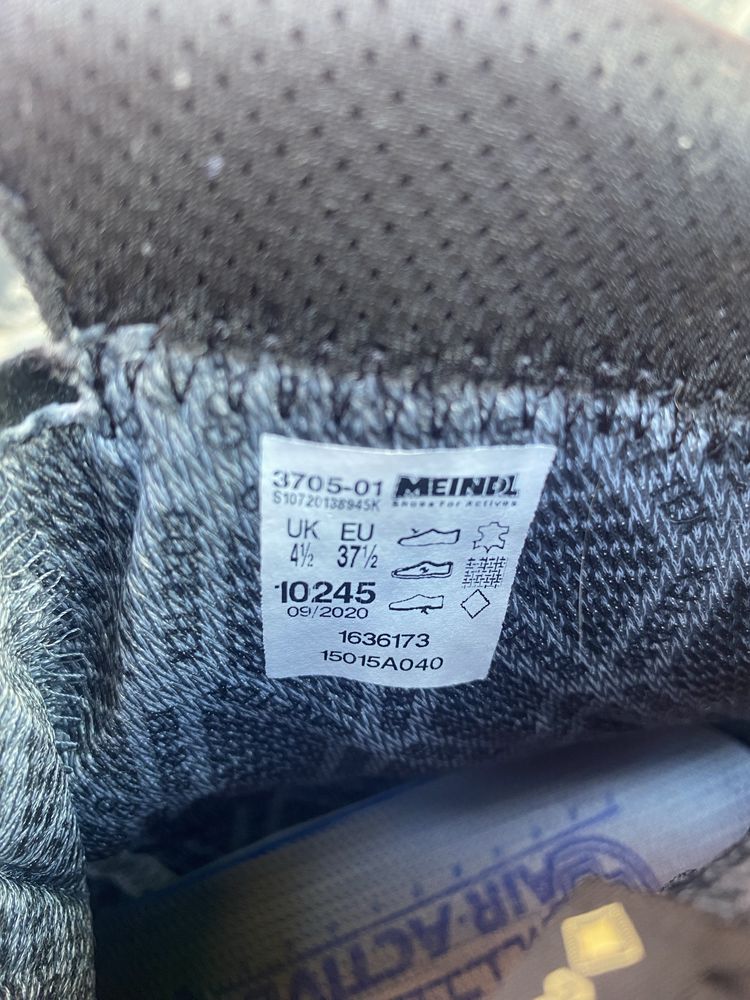 3705-01 MEINDL
S10720138945K Shoes For Actives
UK EU
4½ 37½
10245
09/2020
1636173
15015A040
AIR-ACTIVE